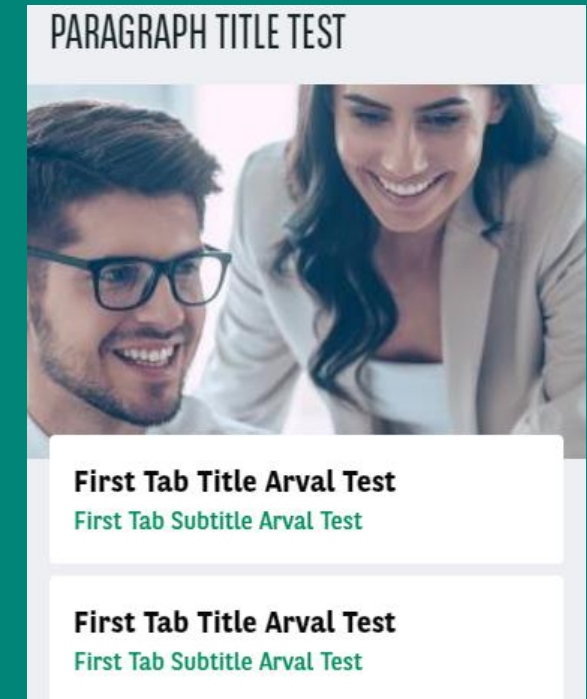 PARAGRAPH TITLE TEST
First Tab Title Arval Test
First Tab Subtitle Arval Test
First Tab Title Arval Test
First Tab Subtitle Arval Test